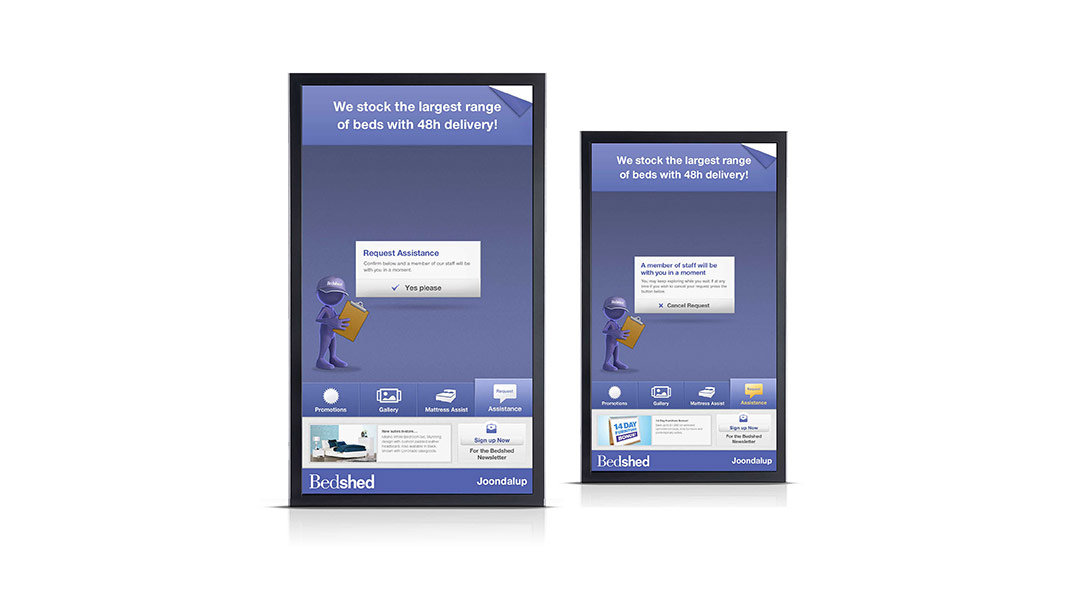 We stock the largest range
of beds with 48h delivery!
Request Assistance
Confirm below and a member of our staff will be
with you in a moment.
Yes please
Bedshed
Promotions
Gallery
Mattress Assist
Request
Assistance
New suites instore....
Sign up Now
For the Bedshed
Newsletter
Bedshed
Joondalup
We stock the largest range
of beds with 48h delivery!
A member of staff will be
with you in a moment
You may keep exploring while you wait. If at any
time if you wish to cancel your request press the
button below.
Cancel Request
Bedshed
Promotions
Gallery
Mattress Assist
Request
Assistance
14 DAY
FURNITURE
BONUS!
Sign up Now
For the Bedshed
Newsletter
Bedshed
Joondalup